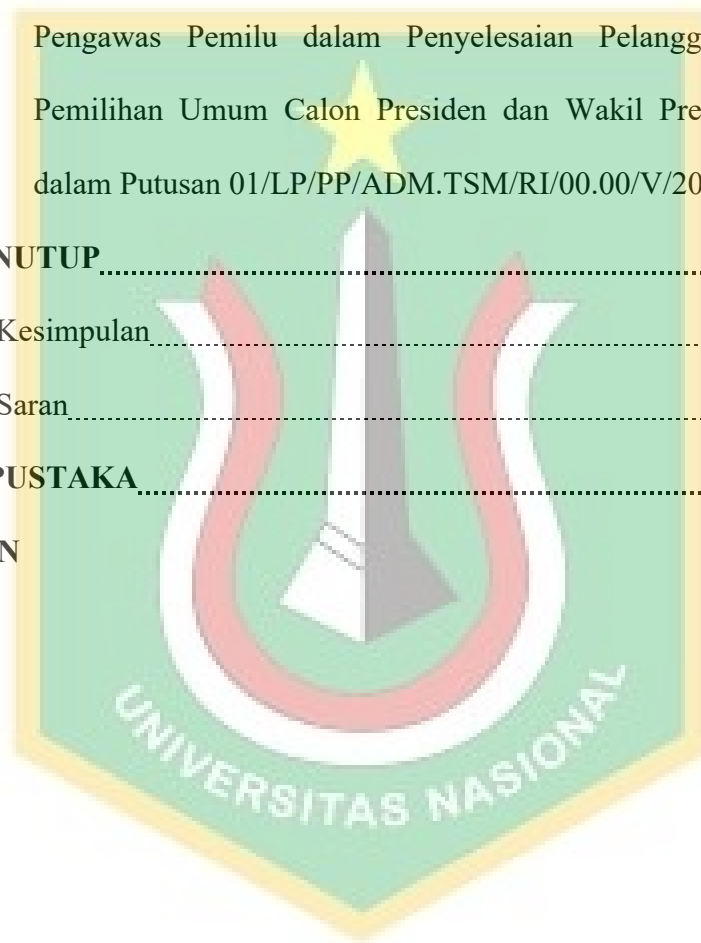 Pengawas Pemilu dalam Penyelesaian Pelangg
Pemilihan Umum Calon Presiden dan Wakil Pre
dalam Putusan 01/LP/PP/ADM.TSM/RI/00.00/V/20
NUTUP
Kesimpulan
Saran
PUSTAKA
N
UNIVERSITAS NASIONAL